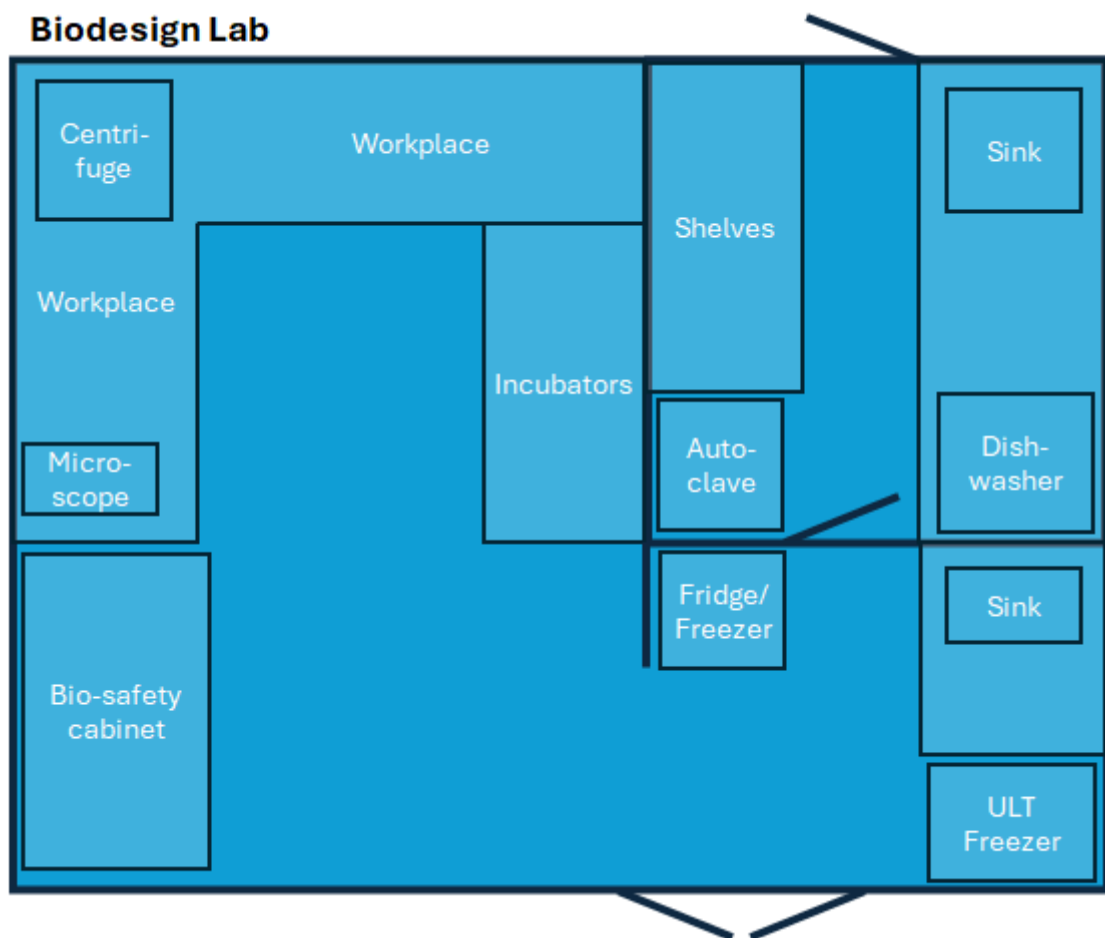 Biodesign Lab
Centri-
fuge
Workplace
Sink
Shelves
Workplace
Incubators
Auto-
clave
Dish-
washer
Micro-
scope
Fridge/
Freezer
Sink
Bio-safety
cabinet
ULT
Freezer